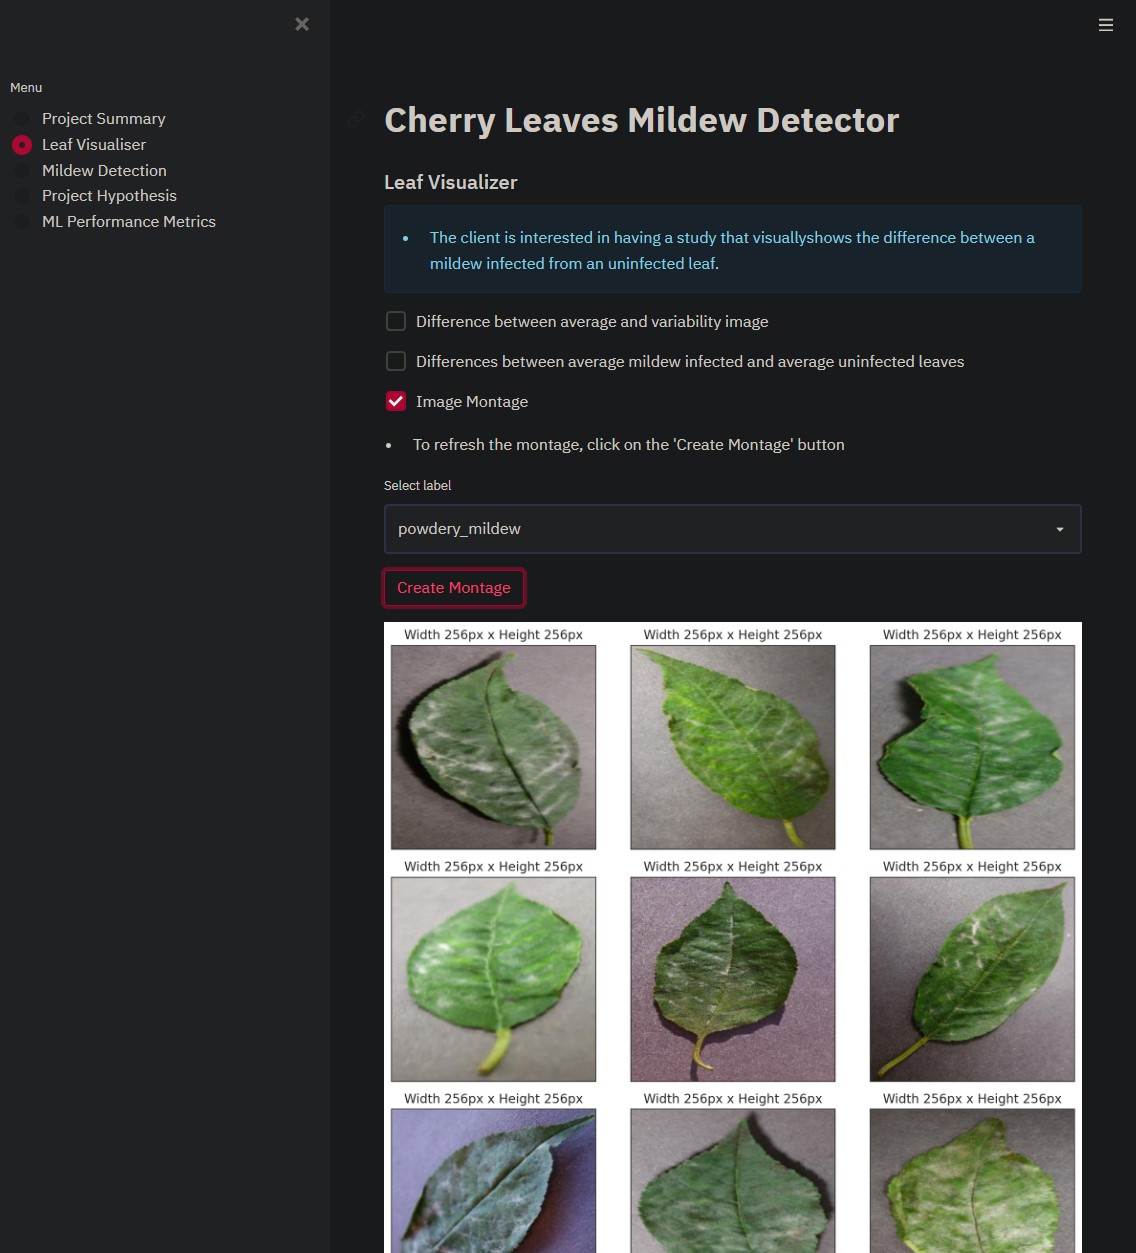 Menu
Project Summary
Leaf Visualiser
Mildew Detection
Project Hypothesis
ML Performance Metrics
Cherry Leaves Mildew Detector
Leaf Visualizer
The client is interested in having a study that visuallyshows the difference between a
mildew infected from an uninfected leaf.
Difference between average and variability image
Differences between average mildew infected and average uninfected leaves
Image Montage
To refresh the montage, click on the 'Create Montage' button
Select label
powdery_mildew
Create Montage
Width 256px x Height 256px
Width 256px x Height 256px
Width 256px x Height 256px
Width 256px x Height 256px
Width 256px x Height 256px
Width 256px x Height 256px
Width 256px x Height 256px
Width 256px x Height 256px
Width 256px x Height 256px